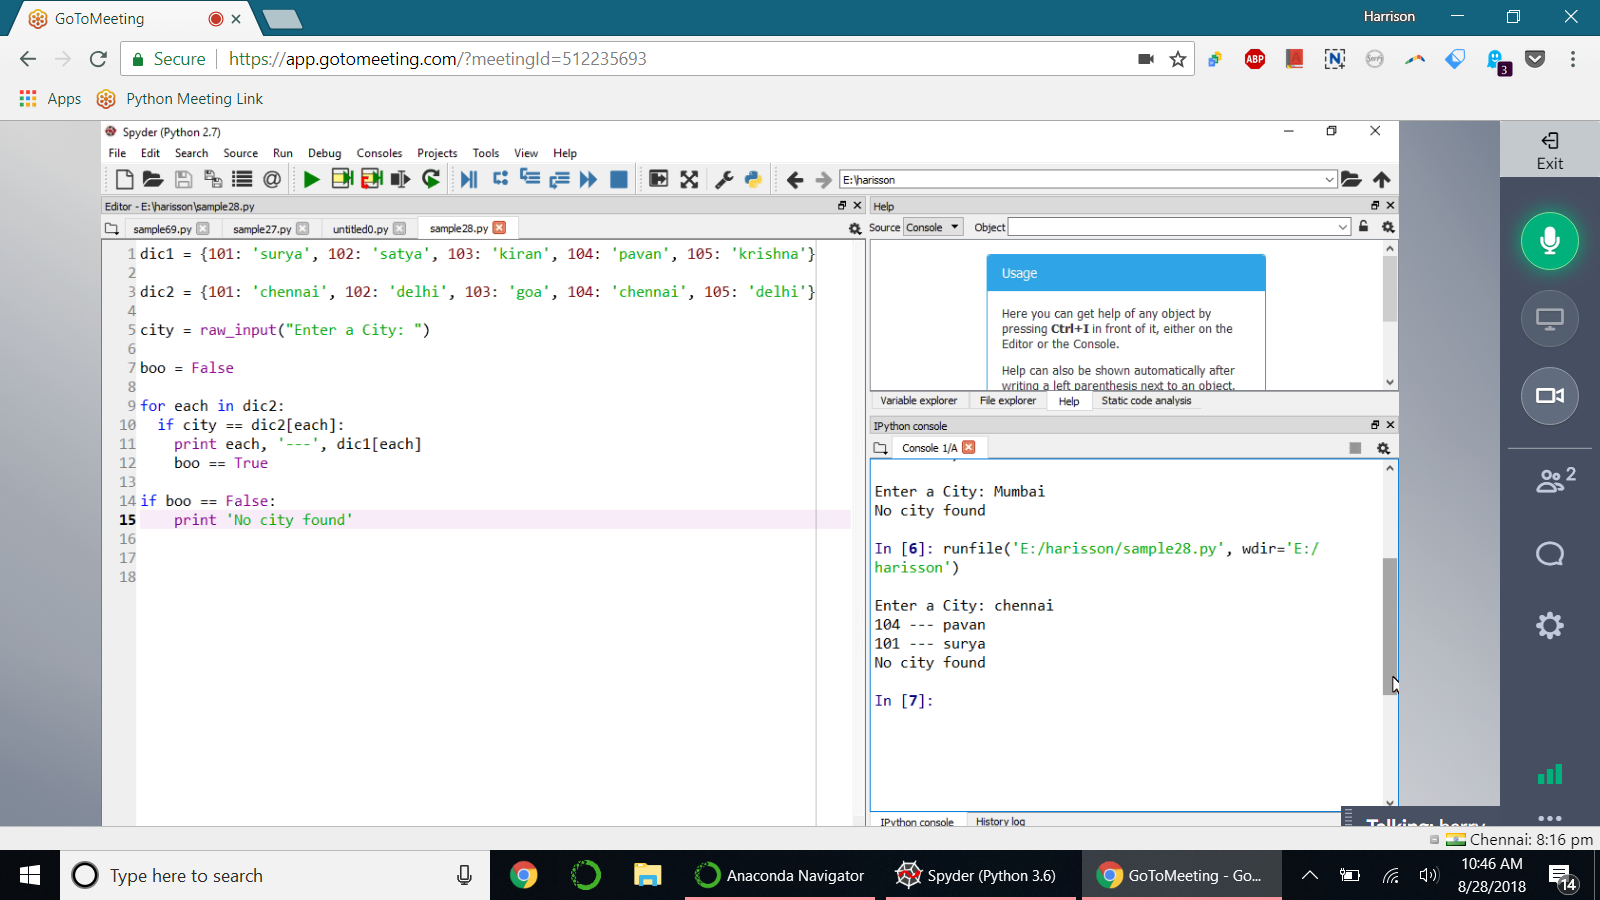 GoToMeeting
Harrison
Secure
https://app.gotomeeting.com/?meetingId=512235693
ABP
N
3
Apps
Python Meeting Link
Spyder (Python 2.7)
File Edit Search Source Run Debug Consoles Projects Tools View Help
E:\harisson
Editor - E:\harisson\sample28.py
sample69.py sample27.py untitled0.py sample28.py
1 dic1 = {101: 'surya', 102: 'satya', 103: 'kiran', 104: 'pavan', 105: 'krishna'}
2
3 dic2 = {101: 'chennai', 102: 'delhi', 103: 'goa', 104: 'chennai', 105: 'delhi'}
4
5 city = raw_input("Enter a City: ")
6
7 boo = False
8
9 for each in dic2:
10   if city == dic2[each]:
11     print each, '---', dic1[each]
12     boo == True
13
14 if boo == False:
15     print 'No city found'
16
17
18
Help
Source Console Object
Usage
Here you can get help of any object by
pressing Ctrl+I in front of it, either on the
Editor or the Console.
Help can also be shown automatically after
writing a left parenthesis next to an object.
Variable explorer File explorer Help Static code analysis
IPython console
Console 1/A
Enter a City: Mumbai
No city found
In [6]: runfile('E:/harisson/sample28.py', wdir='E:/
harisson')
Enter a City: chennai
104 --- pavan
101 --- surya
No city found
In [7]:
IPython console History log
Exit
2
Talking: harry
Chennai: 8:16 pm
Type here to search
Anaconda Navigator
Spyder (Python 3.6)
GoToMeeting - Go...
10:46 AM
8/28/2018
14